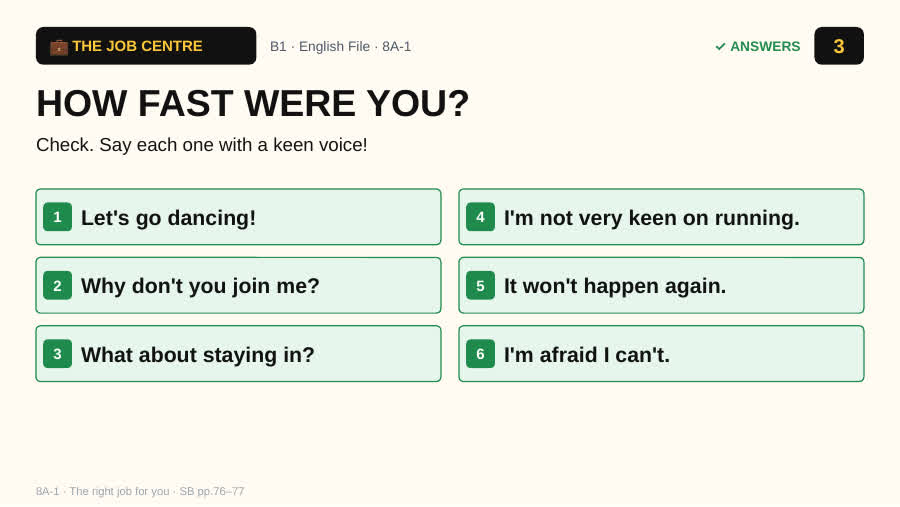 💼 THE JOB CENTRE
B1 · English File · 8A-1
✓ ANSWERS
3
HOW FAST WERE YOU?
Check. Say each one with a keen voice!
1 Let's go dancing!
2 Why don't you join me?
3 What about staying in?
4 I'm not very keen on running.
5 It won't happen again.
6 I'm afraid I can't.
8A-1 · The right job for you · SB pp.76–77